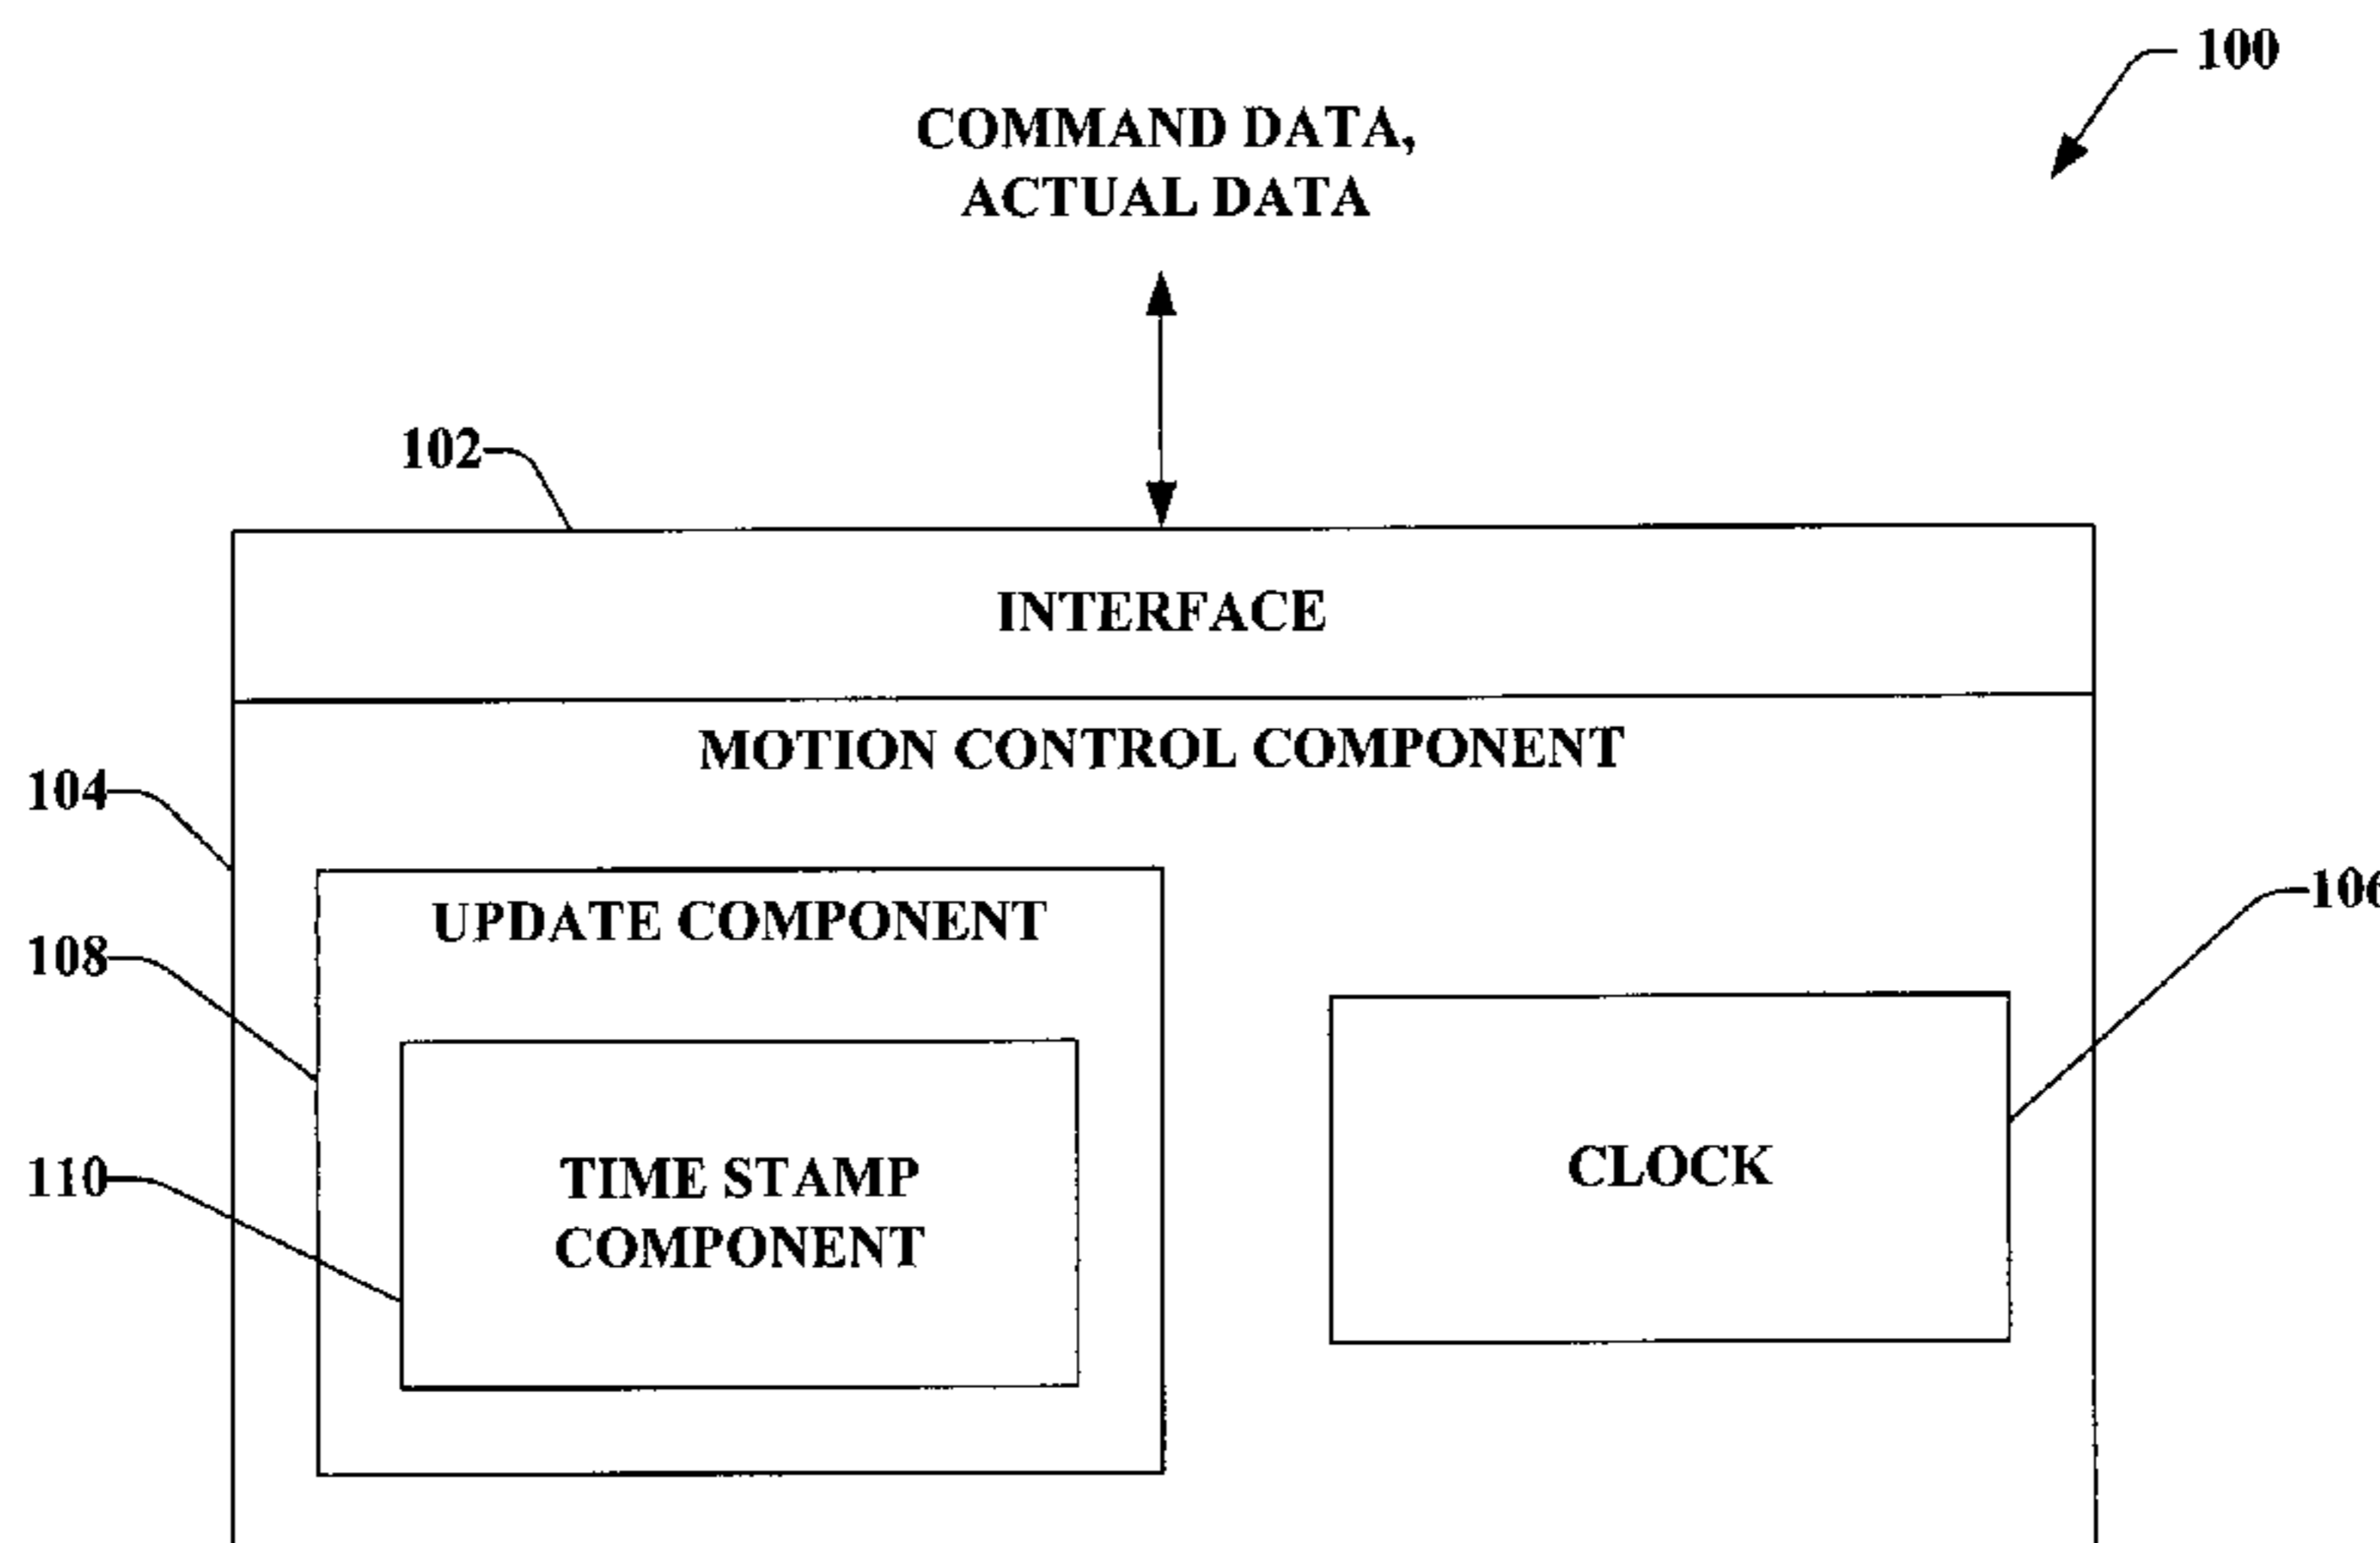 100
COMMAND DATA,
ACTUAL DATA
102
INTERFACE
MOTION CONTROL COMPONENT
104
UPDATE COMPONENT
106
108
TIME STAMP
COMPONENT
CLOCK
110